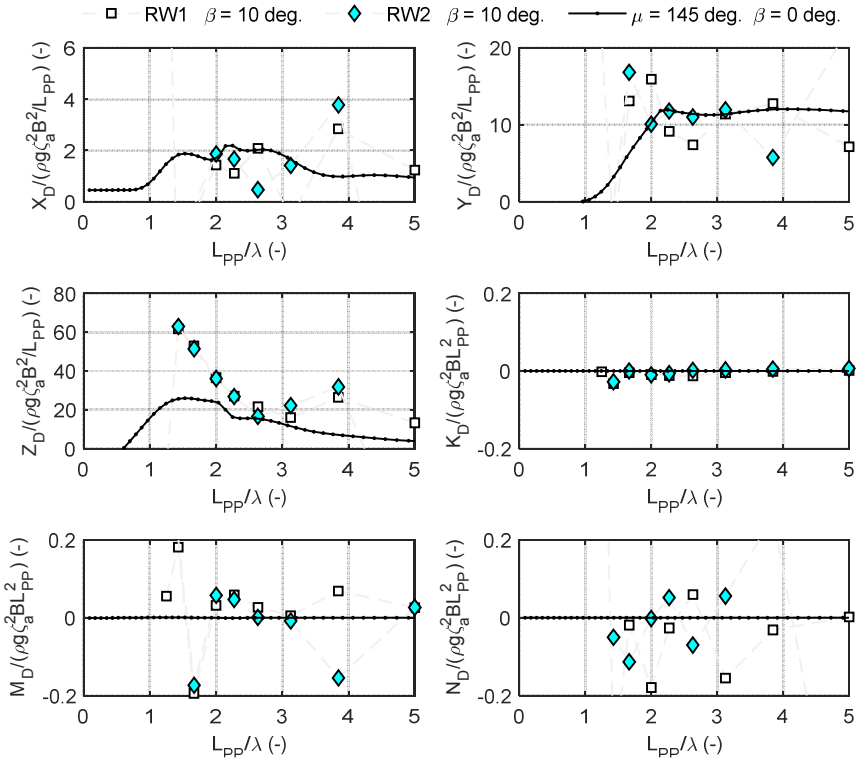 RW1 β = 10 deg. RW2 β = 10 deg. μ = 145 deg. β = 0 deg.
X_D/(ρgζ_a^2B^2/L_PP) (-)
6
4
2
0
0 1 2 3 4 5
L_PP/λ (-)
Y_D/(ρgζ_a^2B^2/L_PP) (-)
20
10
0
0 1 2 3 4 5
L_PP/λ (-)
Z_D/(ρgζ_a^2B^2/L_PP) (-)
80
60
40
20
0
0 1 2 3 4 5
L_PP/λ (-)
K_D/(ρgζ_a^2BL_PP^2) (-)
0.2
0
-0.2
0 1 2 3 4 5
L_PP/λ (-)
M_D/(ρgζ_a^2BL_PP^2) (-)
0.2
0
-0.2
0 1 2 3 4 5
L_PP/λ (-)
N_D/(ρgζ_a^2BL_PP^2) (-)
0.2
0
-0.2
0 1 2 3 4 5
L_PP/λ (-)